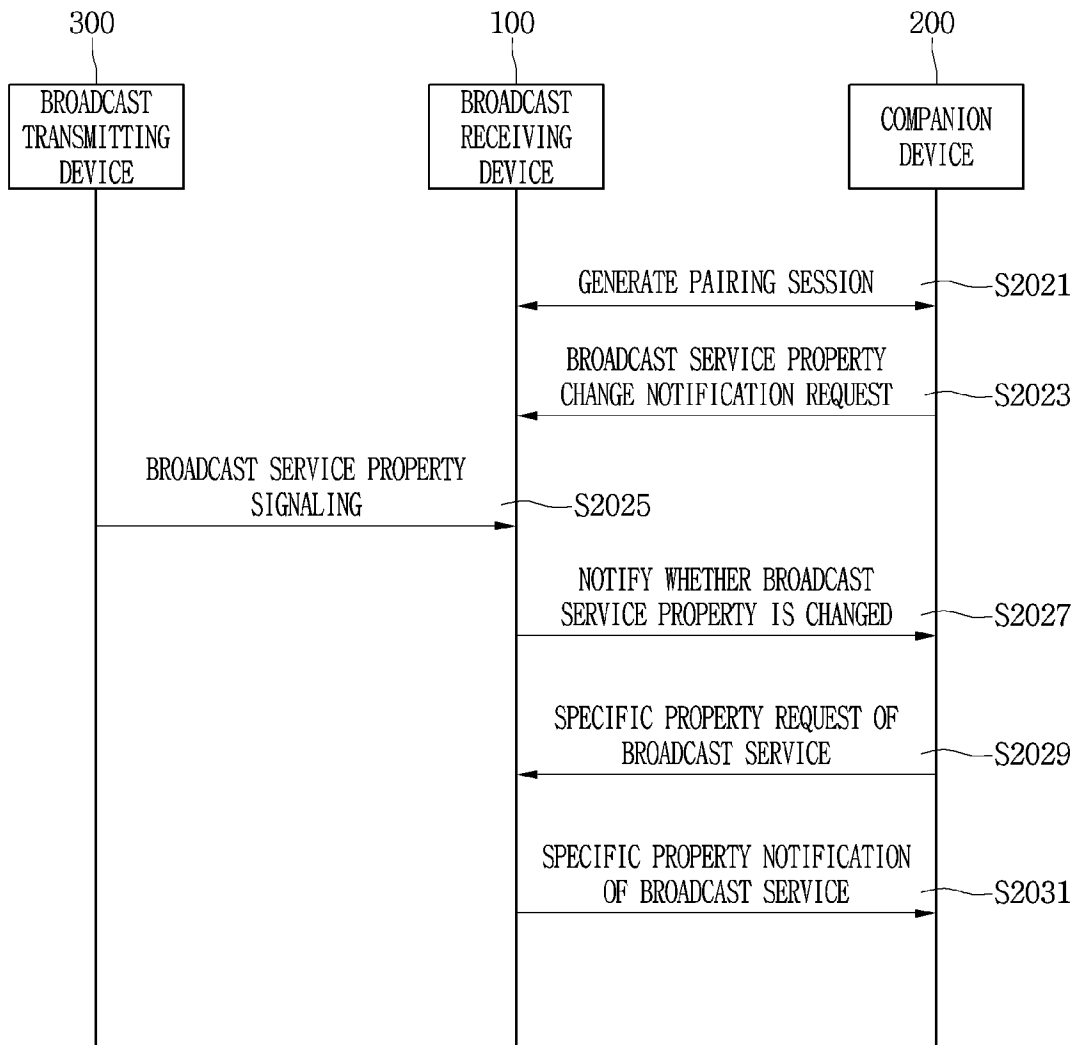 300
100
200
BROADCAST
TRANSMITTING
DEVICE
BROADCAST
RECEIVING
DEVICE
COMPANION
DEVICE
GENERATE PAIRING SESSION
S2021
BROADCAST SERVICE PROPERTY
CHANGE NOTIFICATION REQUEST
S2023
BROADCAST SERVICE PROPERTY
SIGNALING
S2025
NOTIFY WHETHER BROADCAST
SERVICE PROPERTY IS CHANGED
S2027
SPECIFIC PROPERTY REQUEST OF
BROADCAST SERVICE
S2029
SPECIFIC PROPERTY NOTIFICATION
OF BROADCAST SERVICE
S2031